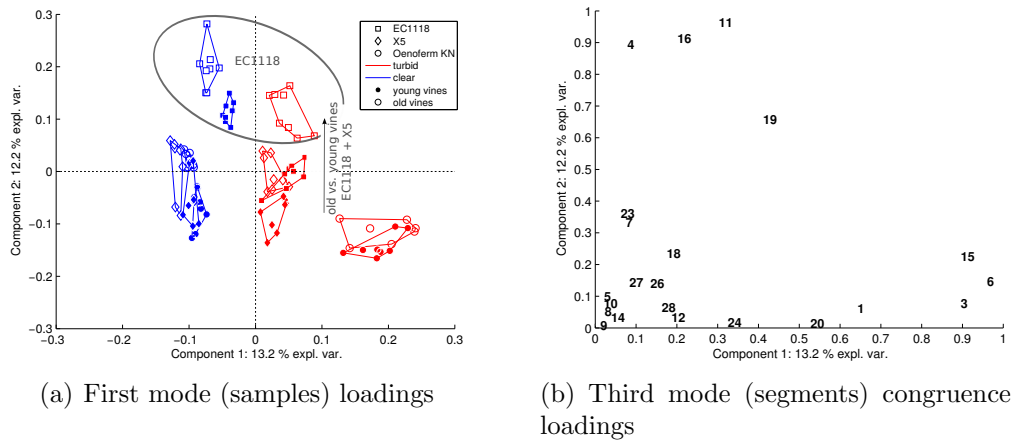 0.3
0.2
0.1
0.0
−0.1
−0.2
−0.3
Component 2: 12.2 % expl. var.
−0.3 −0.2 −0.1 0.0 0.1 0.2 0.3
Component 1: 13.2 % expl. var.
EC1118
old vs. young vines
EC1118 + X5
EC1118
X5
Oenoferm KN
turbid
clear
young vines
old vines
(a) First mode (samples) loadings
1
0.9
0.8
0.7
0.6
0.5
0.4
0.3
0.2
0.1
0
Component 2: 12.2 % expl. var.
11
16
4
19
23
7
18
15
27 26
6
5
10
3
28
1
8
14
12
24
20
9
0 0.1 0.2 0.3 0.4 0.5 0.6 0.7 0.8 0.9 1
Component 1: 13.2 % expl. var.
(b) Third mode (segments) congruence
loadings